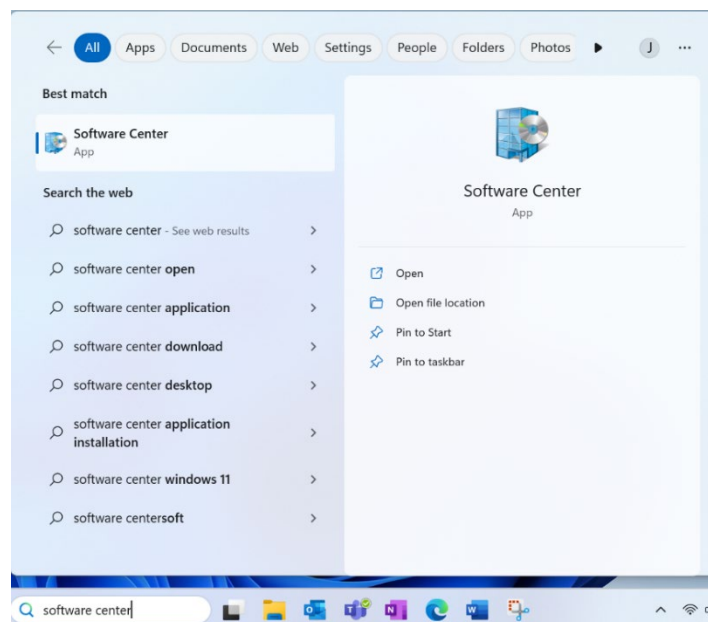 All Apps Documents Web Settings People Folders Photos J ...
Best match
Software Center
App
Search the web
software center - See web results
software center open
software center application
software center download
software center desktop
software center application
installation
software center windows 11
software centersoft
Software Center
App
Open
Open file location
Pin to Start
Pin to taskbar
software center